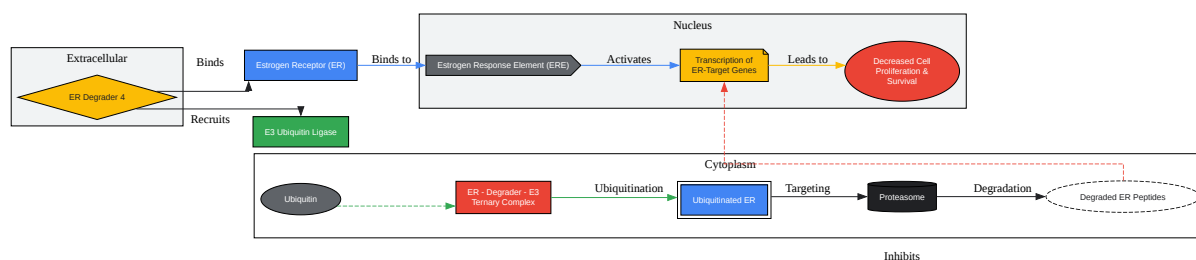 Nucleus
Extracellular
Binds
Estrogen Receptor (ER)
Binds to
Estrogen Response Element (ERE)
Activates
Transcription of
ER-Target Genes
Leads to
Decreased Cell
Proliferation &
Survival
ER Degrader 4
Recruits
E3 Ubiquitin Ligase
Cytoplasm
Ubiquitin
ER - Degrader - E3
Ternary Complex
Ubiquitination
Ubiquitinated ER
Targeting
Proteasome
Degradation
Degraded ER Peptides
Inhibits